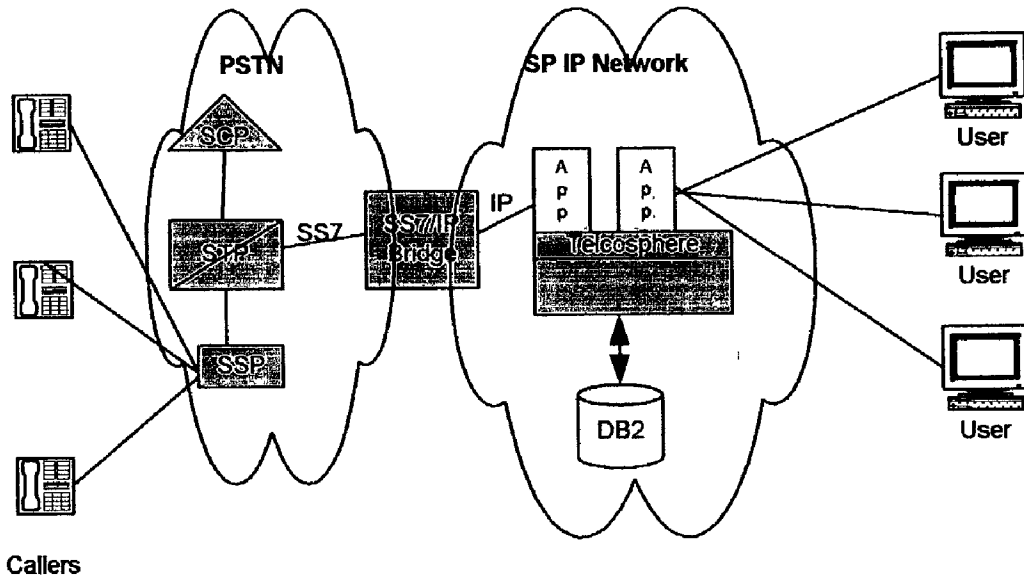 PSTN
SP IP Network
SCP
User
A
p
p
A
p.
p.
IP
SS7
SS7/IP
Bridge
STP
Telcosphere
User
SSP
DB2
User
Callers